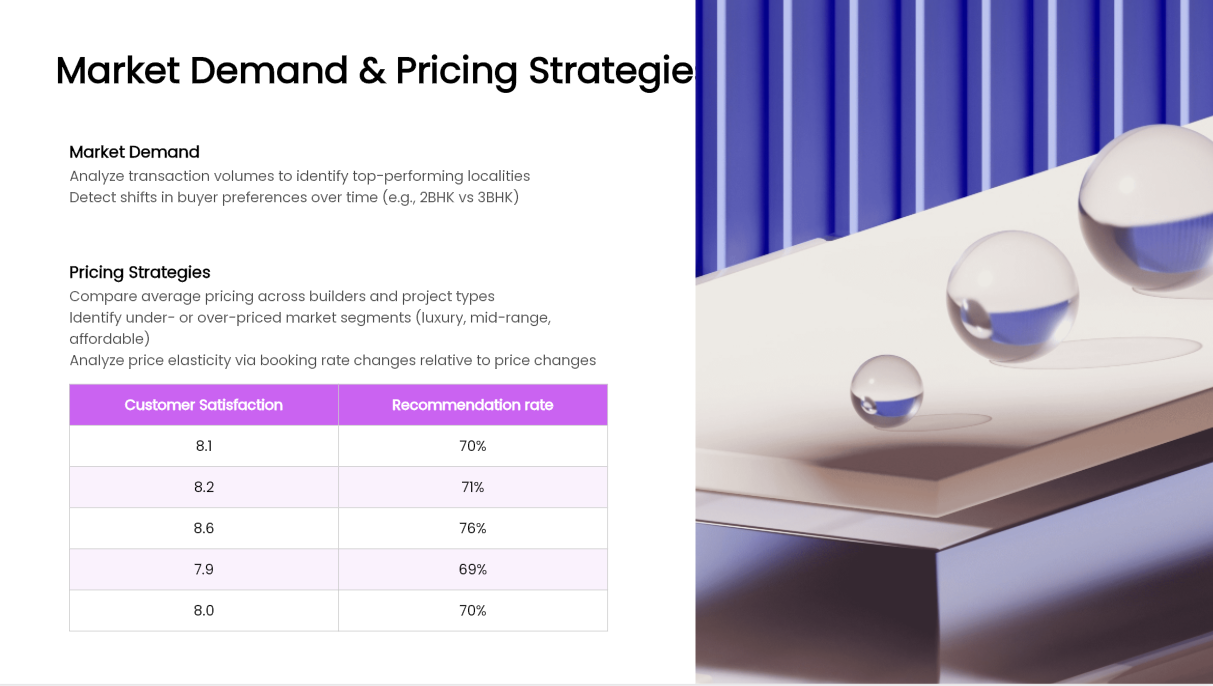 Market Demand & Pricing Strategie
Market Demand
Analyze transaction volumes to identify top-performing localities
Detect shifts in buyer preferences over time (e.g., 2BHK vs 3BHK)
Pricing Strategies
Compare average pricing across builders and project types
Identify under- or over-priced market segments (luxury, mid-range,
affordable)
Analyze price elasticity via booking rate changes relative to price changes
Customer Satisfaction Recommendation rate
8.1 70%
8.2 71%
8.6 76%
7.9 69%
8.0 70%